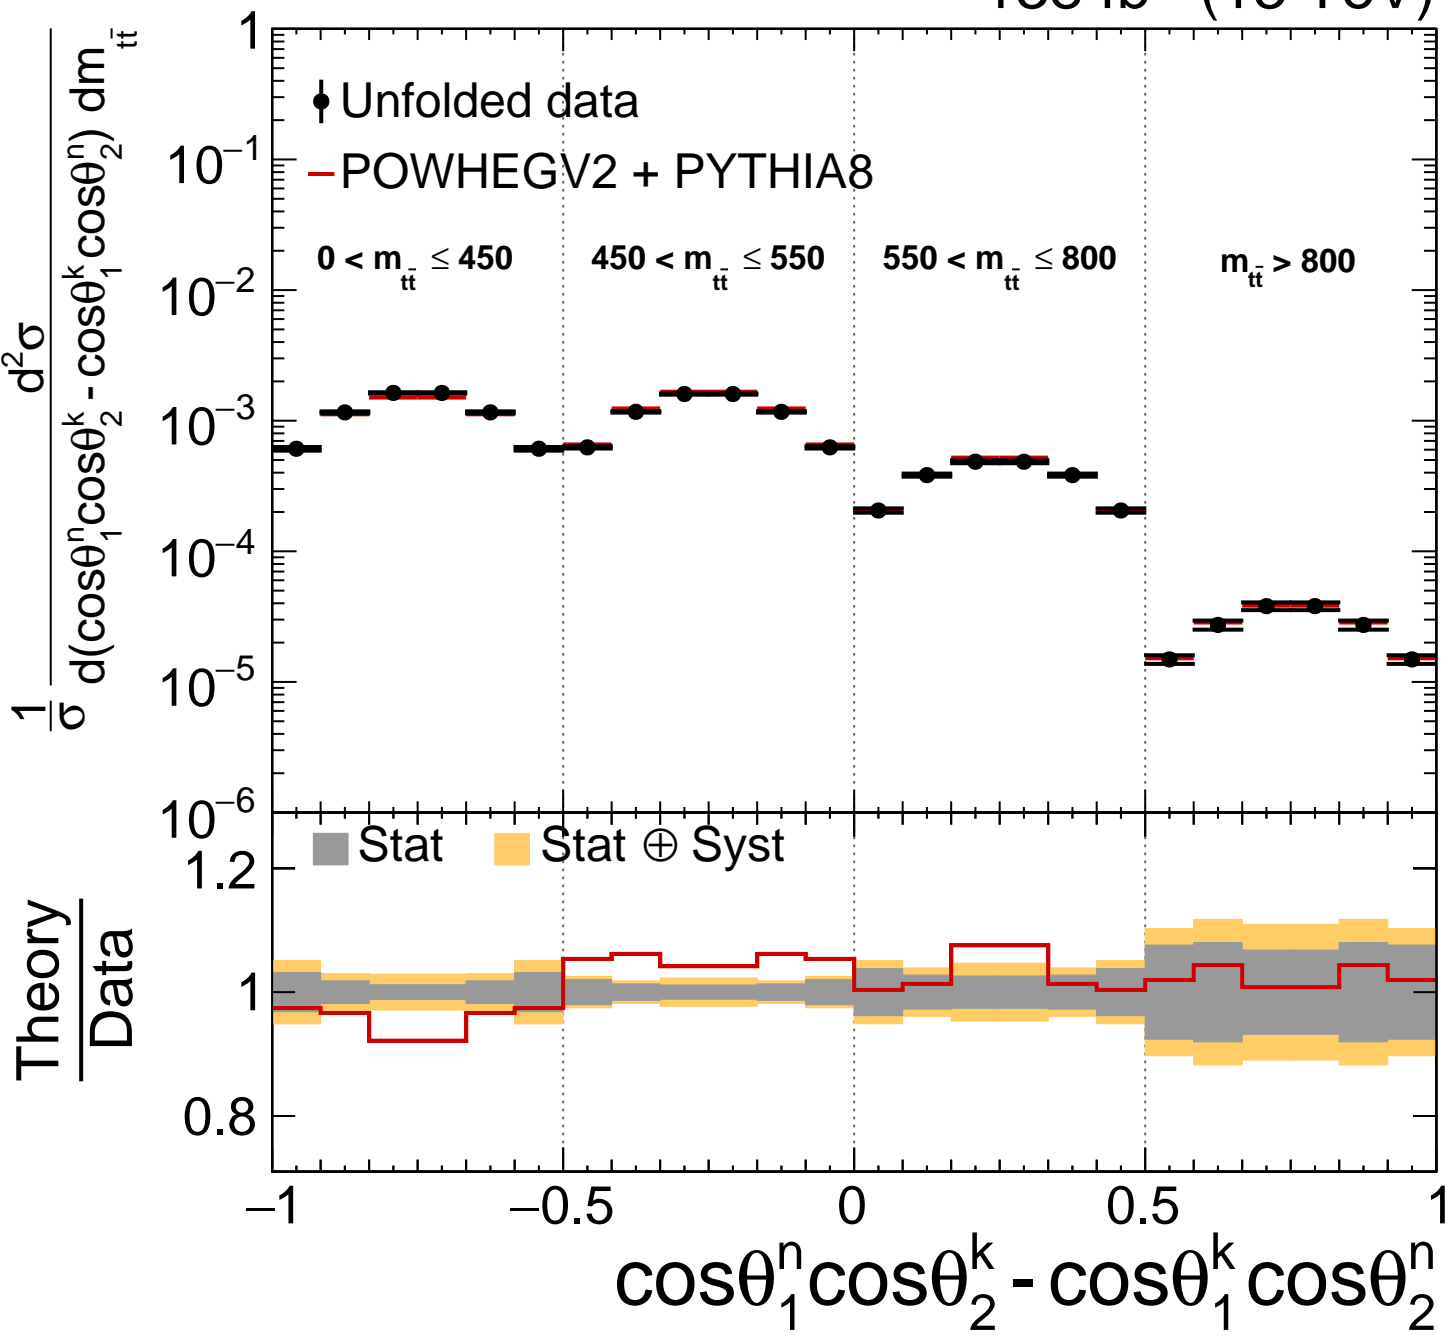 1
10⁻¹
10⁻²
10⁻³
10⁻⁴
10⁻⁵
10⁻⁶
1/σ d²σ / d(cosθ₁ⁿcosθ₂ᵏ - cosθ₁ᵏcosθ₂ⁿ) dm_tt̄
Unfolded data
POWHEGV2 + PYTHIA8
0 < m_tt̄ ≤ 450
450 < m_tt̄ ≤ 550
550 < m_tt̄ ≤ 800
m_tt̄ > 800
Stat
Stat ⊕ Syst
Theory
Data
1.2
1
0.8
−1
−0.5
0
0.5
1
cosθ₁ⁿcosθ₂ᵏ - cosθ₁ᵏcosθ₂ⁿ